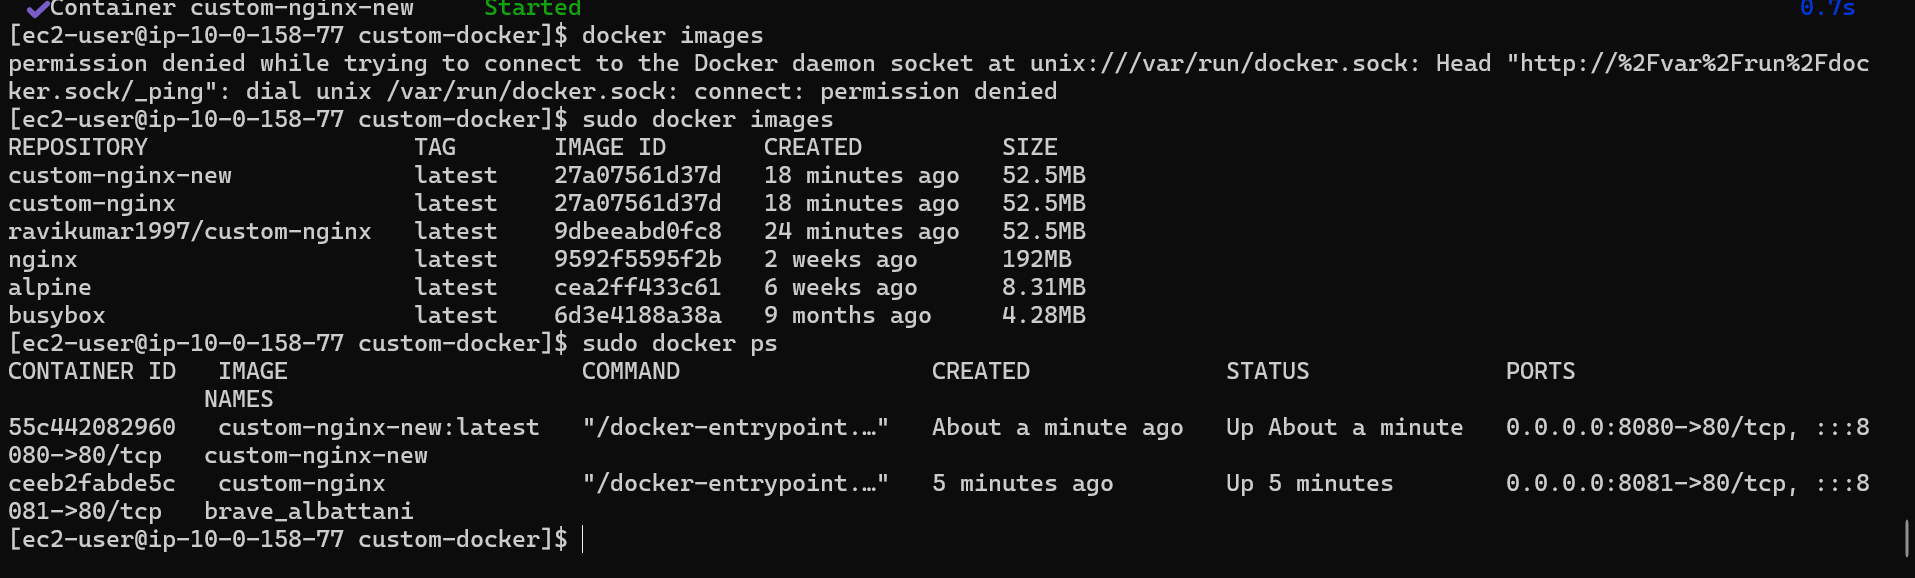 ✔Container custom-nginx-new     Started     0.7s
[ec2-user@ip-10-0-158-77 custom-docker]$ docker images
permission denied while trying to connect to the Docker daemon socket at unix:///var/run/docker.sock: Head "http://%2Fvar%2Frun%2Fdoc
ker.sock/_ping": dial unix /var/run/docker.sock: connect: permission denied
[ec2-user@ip-10-0-158-77 custom-docker]$ sudo docker images
REPOSITORY                   TAG       IMAGE ID       CREATED          SIZE
custom-nginx-new             latest    27a07561d37d   18 minutes ago   52.5MB
custom-nginx                 latest    27a07561d37d   18 minutes ago   52.5MB
ravikumar1997/custom-nginx   latest    9dbeeabd0fc8   24 minutes ago   52.5MB
nginx                        latest    9592f5595f2b   2 weeks ago      192MB
alpine                       latest    cea2ff433c61   6 weeks ago      8.31MB
busybox                      latest    6d3e4188a38a   9 months ago     4.28MB
[ec2-user@ip-10-0-158-77 custom-docker]$ sudo docker ps
CONTAINER ID   IMAGE                     COMMAND                  CREATED              STATUS              PORTS
              NAMES
55c442082960   custom-nginx-new:latest   "/docker-entrypoint.…"   About a minute ago   Up About a minute   0.0.0.0:8080->80/tcp, :::8
080->80/tcp   custom-nginx-new
ceeb2fabde5c   custom-nginx              "/docker-entrypoint.…"   5 minutes ago        Up 5 minutes        0.0.0.0:8081->80/tcp, :::8
081->80/tcp   brave_albattani
[ec2-user@ip-10-0-158-77 custom-docker]$